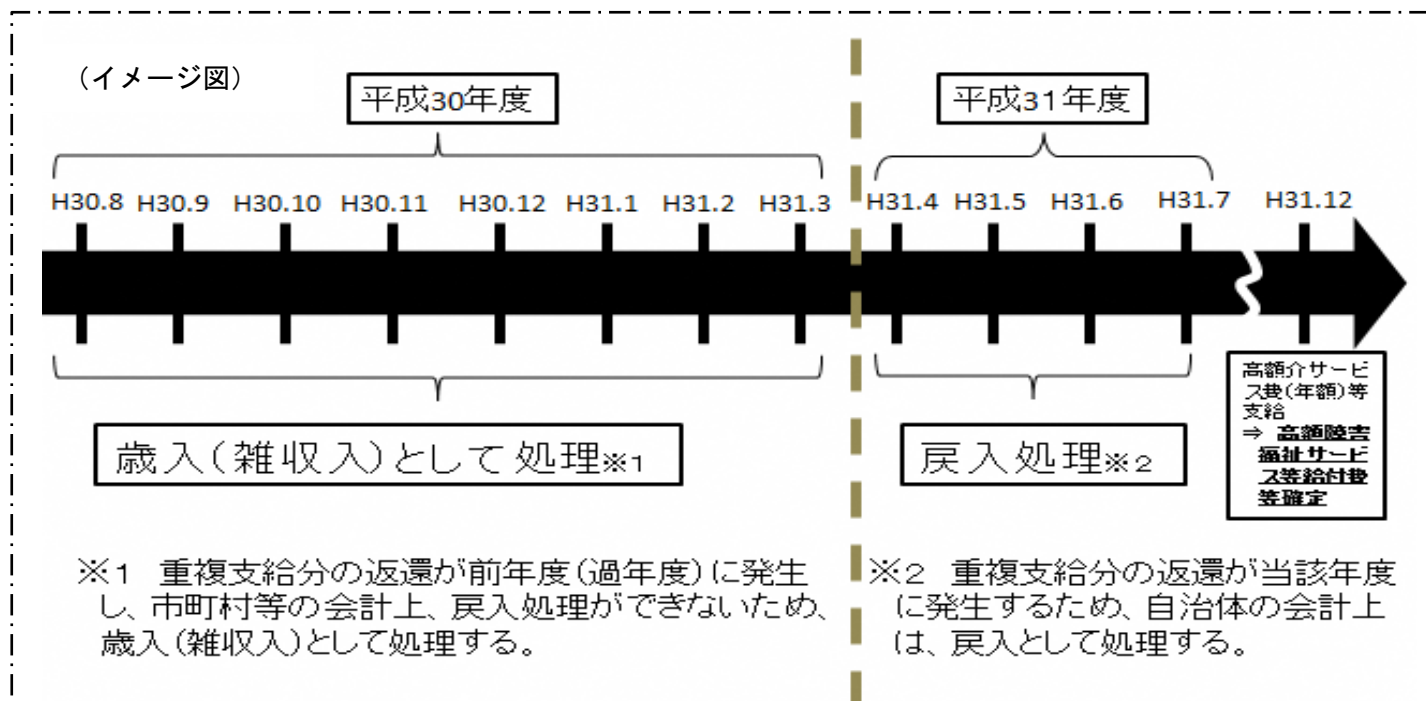 (イメージ図)
平成30年度
平成31年度
H30.8 H30.9 H30.10 H30.11 H30.12 H31.1 H31.2 H31.3 H31.4 H31.5 H31.6 H31.7 H31.12
歳入(雑収入)として処理※1
戻入処理※2
高額介サービ
ス費(年額)等
支給
⇒ 高額障害
福祉サービ
ス等給付費
等確定
※1 重複支給分の返還が前年度(過年度)に発生
し、市町村等の会計上、戻入処理ができないため、
歳入(雑収入)として処理する。
※2 重複支給分の返還が当該年度
に発生するため、自治体の会計上
は、戻入として処理する。